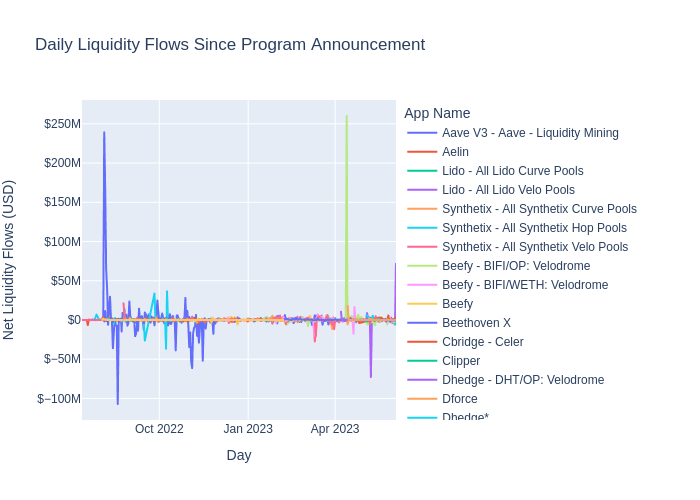 Daily Liquidity Flows Since Program Announcement
App Name
Aave V3 - Aave - Liquidity Mining
Aelin
Lido - All Lido Curve Pools
Lido - All Lido Velo Pools
Synthetix - All Synthetix Curve Pools
Synthetix - All Synthetix Hop Pools
Synthetix - All Synthetix Velo Pools
Beefy - BIFI/OP: Velodrome
Beefy - BIFI/WETH: Velodrome
Beefy
Beethoven X
Cbridge - Celer
Clipper
Dhedge - DHT/OP: Velodrome
Dforce
Dhedge*
$250M
$200M
$150M
$100M
$50M
$0
$−50M
$−100M
Net Liquidity Flows (USD)
Oct 2022
Jan 2023
Apr 2023
Day